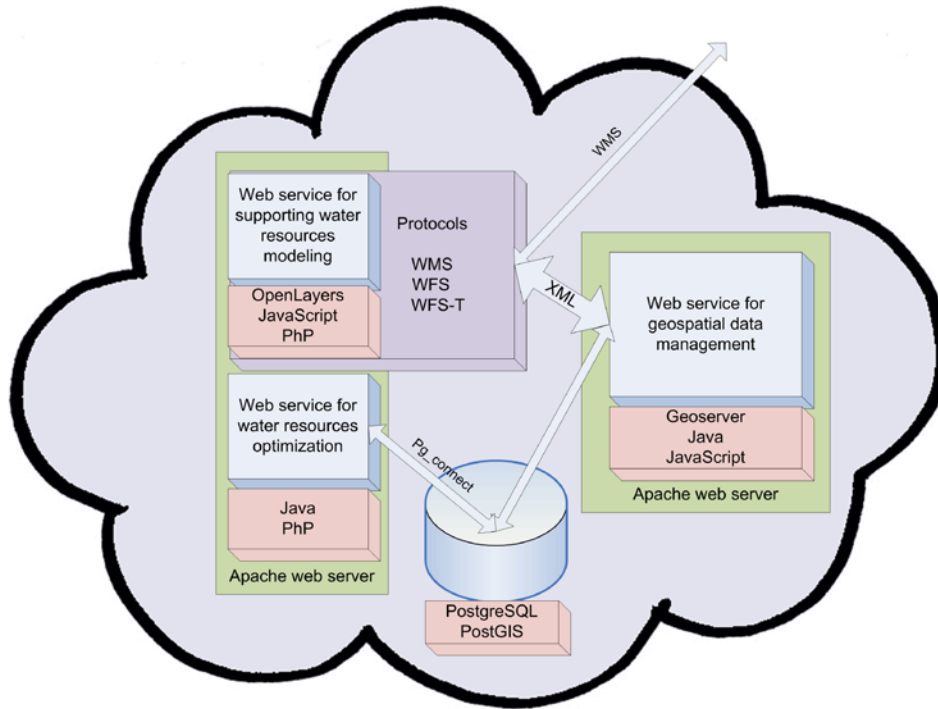 WMS
Web service for
supporting water
resources
modeling
Protocols
WMS
WFS
WFS-T
OpenLayers
JavaScript
PhP
XML
Web service for
geospatial data
management
Web service for
water resources
optimization
Pg_connect
Geoserver
Java
JavaScript
Apache web server
Java
PhP
Apache web server
PostgreSQL
PostGIS